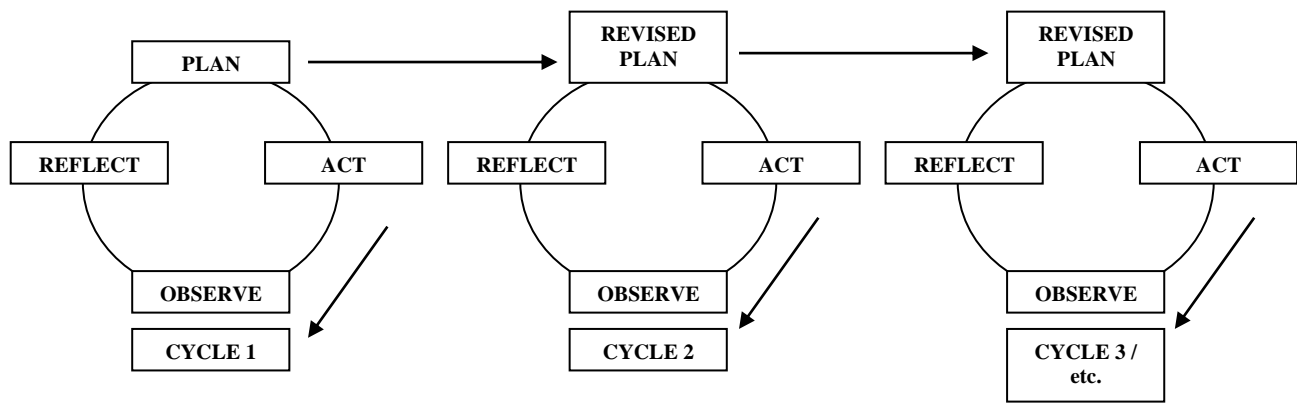 PLAN
REFLECT
ACT
OBSERVE
CYCLE 1
REVISED
PLAN
REFLECT
ACT
OBSERVE
CYCLE 2
REVISED
PLAN
REFLECT
ACT
OBSERVE
CYCLE 3 /
etc.